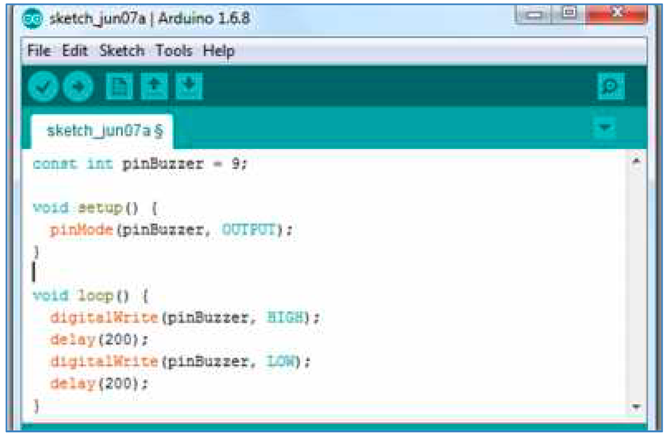 sketch_jun07a | Arduino 1.6.8
File Edit Sketch Tools Help
sketch_jun07a §
const int pinBuzzer = 9;
void setup() {
pinMode(pinBuzzer, OUTPUT);
}
void loop() {
digitalWrite(pinBuzzer, HIGH);
delay(200);
digitalWrite(pinBuzzer, LOW);
delay(200);
}